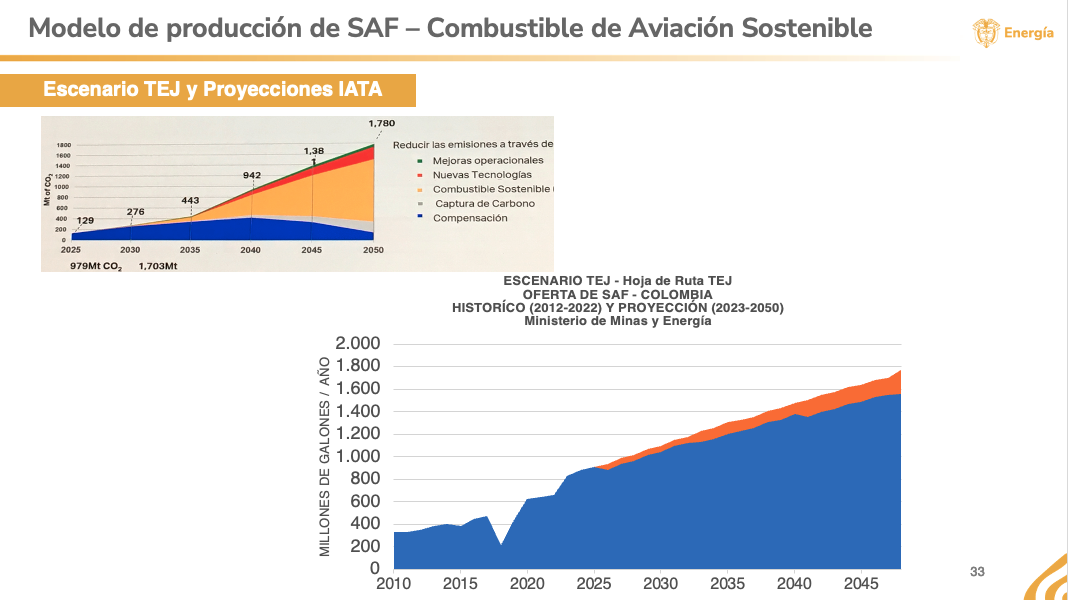 Modelo de producción de SAF – Combustible de Aviación Sostenible
Energía
Escenario TEJ y Proyecciones IATA
1,780
1800
1600
1400
1200
1000
800
600
400
200
0
Mt of CO₂
129
276
443
942
1,38
1
2025
2030
2035
2040
2045
2050
979Mt CO₂ 1,703Mt
Reducir las emisiones a través de
Mejoras operacionales
Nuevas Tecnologías
Combustible Sostenible
Captura de Carbono
Compensación
ESCENARIO TEJ - Hoja de Ruta TEJ
OFERTA DE SAF - COLOMBIA
HISTORÍCO (2012-2022) Y PROYECCIÓN (2023-2050)
Ministerio de Minas y Energía
MILLONES DE GALONES / AÑO
2.000
1.800
1.600
1.400
1.200
1.000
800
600
400
200
0
2010
2015
2020
2025
2030
2035
2040
2045
33